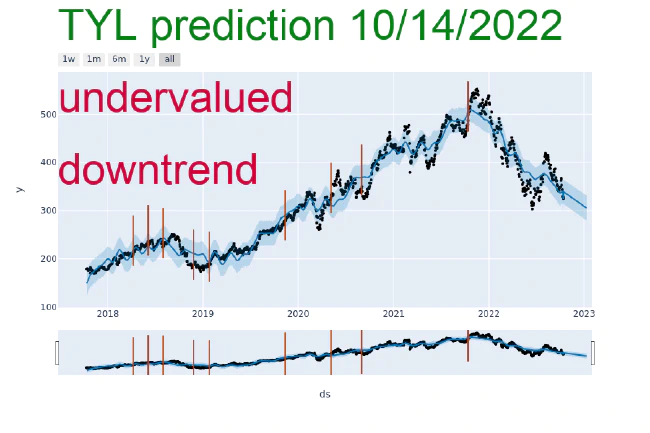 TYL prediction 10/14/2022
1w 1m 6m 1y all
undervalued
500
downtrend
400
y
300
200
100
2018 2019 2020 2021 2022 2023
ds